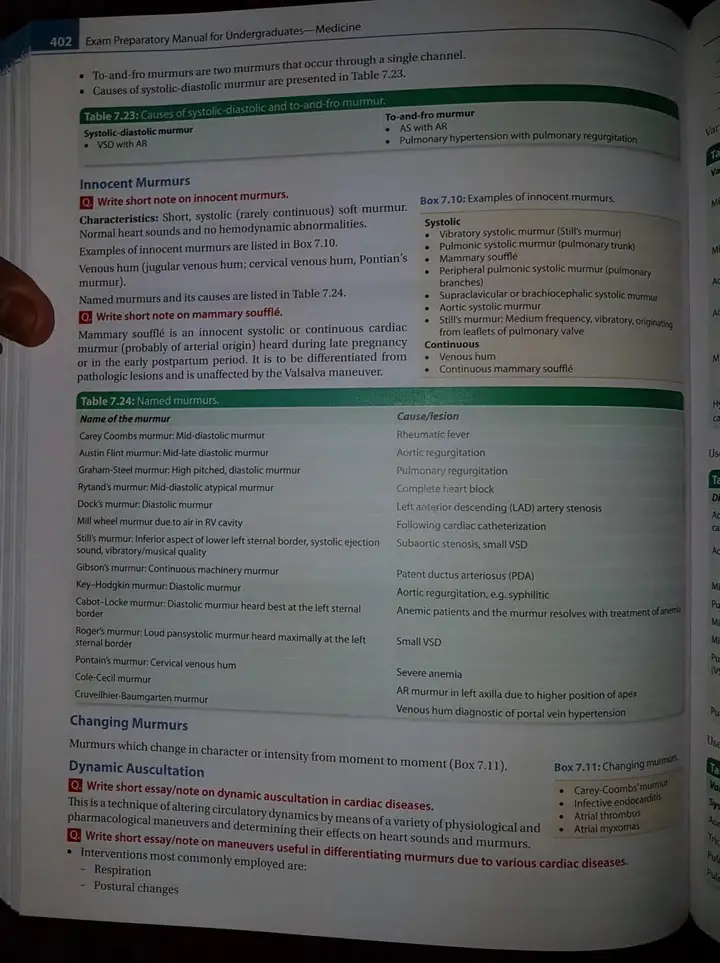 402 Exam Preparatory Manual for Undergraduates—Medicine
• To-and-fro murmurs are two murmurs that occur through a single channel.
• Causes of systolic-diastolic murmur are presented in Table 7.23.
Table 7.23: Causes of systolic-diastolic and to-and-fro murmur.
Systolic-diastolic murmur
• VSD with AR
To-and-fro murmur
• AS with AR
• Pulmonary hypertension with pulmonary regurgitation
Innocent Murmurs
Q. Write short note on innocent murmurs.
Characteristics: Short, systolic (rarely continuous) soft murmur.
Normal heart sounds and no hemodynamic abnormalities.
Examples of innocent murmurs are listed in Box 7.10.
Venous hum (jugular venous hum; cervical venous hum, Pontian's
murmur).
Named murmurs and its causes are listed in Table 7.24.
Q. Write short note on mammary soufflé.
Mammary soufflé is an innocent systolic or continuous cardiac
murmur (probably of arterial origin) heard during late pregnancy
or in the early postpartum period. It is to be differentiated from
pathologic lesions and is unaffected by the Valsalva maneuver.
Box 7.10: Examples of innocent murmurs.
Systolic
• Vibratory systolic murmur (Still's murmur)
• Pulmonic systolic murmur (pulmonary trunk)
• Mammary soufflé
• Peripheral pulmonic systolic murmur (pulmonary
branches)
• Supraclavicular or brachiocephalic systolic murmur
• Aortic systolic murmur
• Still's murmur: Medium frequency, vibratory, originating
from leaflets of pulmonary valve
Continuous
• Venous hum
• Continuous mammary soufflé
Table 7.24: Named murmurs.
Name of the murmur Cause/lesion
Carey Coombs murmur: Mid-diastolic murmur Rheumatic fever
Austin Flint murmur: Mid-late diastolic murmur Aortic regurgitation
Graham-Steel murmur: High pitched, diastolic murmur Pulmonary regurgitation
Rytand's murmur: Mid-diastolic atypical murmur Complete heart block
Dock's murmur: Diastolic murmur Left anterior descending (LAD) artery stenosis
Mill wheel murmur due to air in RV cavity Following cardiac catheterization
Still's murmur: Inferior aspect of lower left sternal border, systolic ejection Subaortic stenosis, small VSD
sound, vibratory/musical quality
Gibson's murmur: Continuous machinery murmur Patent ductus arteriosus (PDA)
Key–Hodgkin murmur: Diastolic murmur Aortic regurgitation, e.g. syphilitic
Cabot–Locke murmur: Diastolic murmur heard best at the left sternal Anemic patients and the murmur resolves with treatment of anemia
border
Roger's murmur: Loud pansystolic murmur heard maximally at the left Small VSD
sternal border
Pontain's murmur: Cervical venous hum Severe anemia
Cole-Cecil murmur AR murmur in left axilla due to higher position of apex
Cruveilhier-Baumgarten murmur Venous hum diagnostic of portal vein hypertension
Changing Murmurs
Murmurs which change in character or intensity from moment to moment (Box 7.11).
Dynamic Auscultation
Q. Write short essay/note on dynamic auscultation in cardiac diseases.
This is a technique of altering circulatory dynamics by means of a variety of physiological and
pharmacological maneuvers and determining their effects on heart sounds and murmurs.
Box 7.11: Changing murmurs.
• Carey-Coombs' murmur
• Infective endocarditis
• Atrial thrombus
• Atrial myxomas
Q. Write short essay/note on maneuvers useful in differentiating murmurs due to various cardiac diseases.
• Interventions most commonly employed are:
– Respiration
– Postural changes